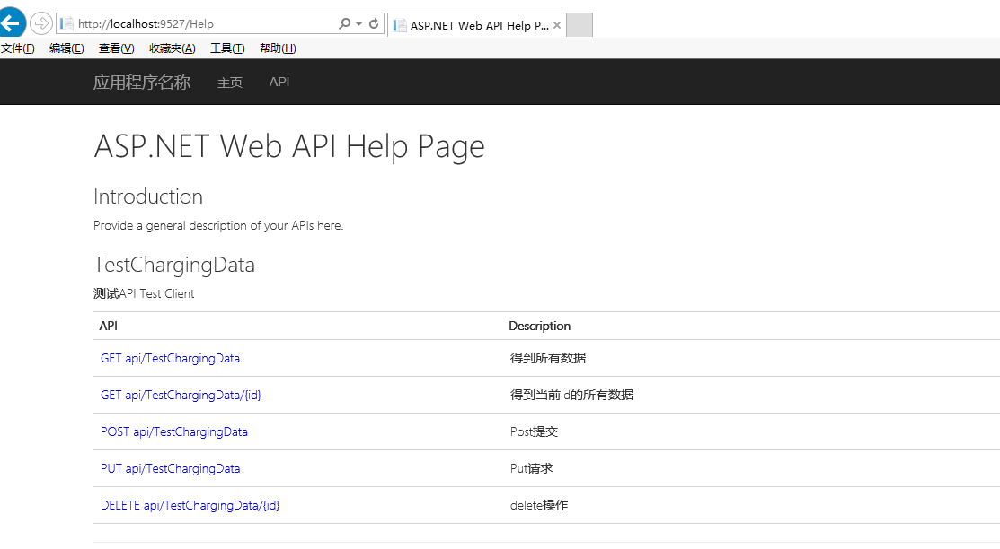 http://localhost:9527/Help
ASP.NET Web API Help P...
文件(F) 编辑(E) 查看(V) 收藏夹(A) 工具(T) 帮助(H)
应用程序名称 主页 API
ASP.NET Web API Help Page
Introduction
Provide a general description of your APIs here.
TestChargingData
测试API Test Client
API Description
GET api/TestChargingData 得到所有数据
GET api/TestChargingData/{id} 得到当前Id的所有数据
POST api/TestChargingData Post提交
PUT api/TestChargingData Put请求
DELETE api/TestChargingData/{id} delete操作